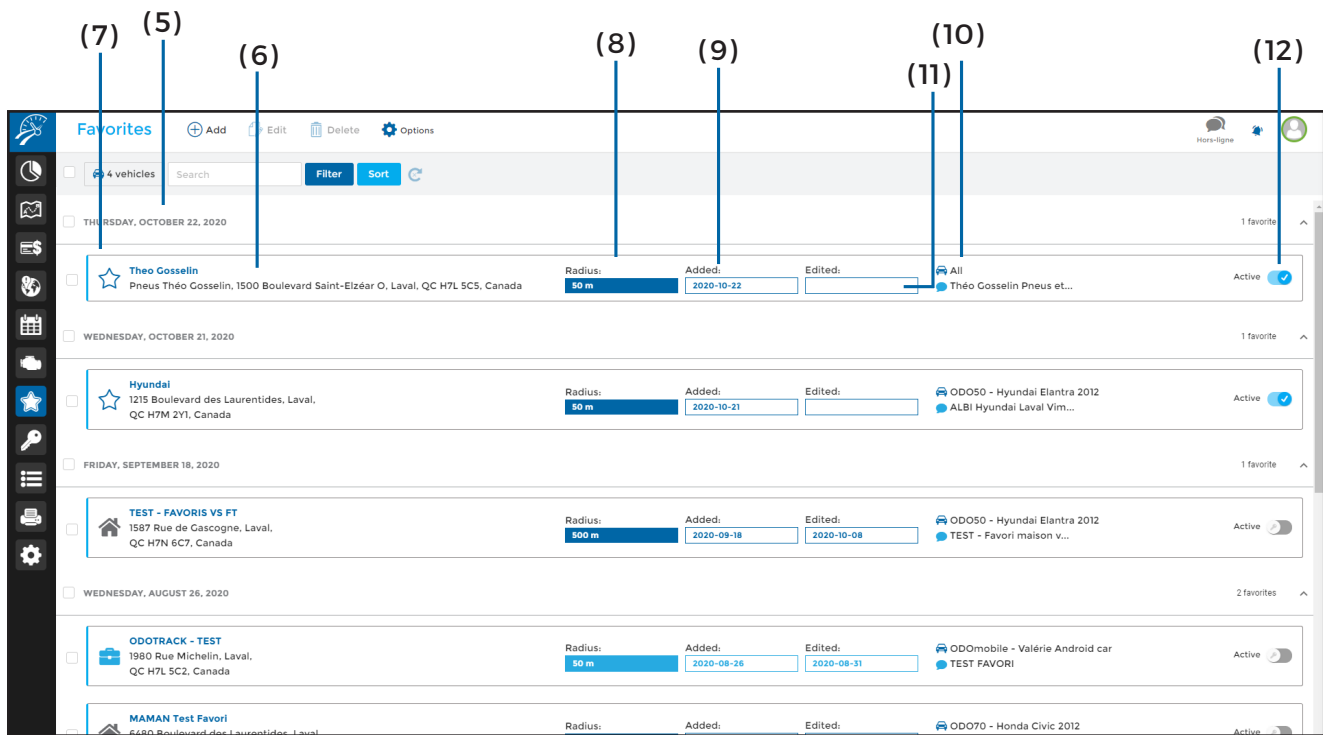 (5)
(7)
(6)
(8)
(9)
(10)
(11)
(12)
Favorites Add Edit Delete Options
Hors-ligne
4 vehicles Search Filter Sort
THURSDAY, OCTOBER 22, 2020 1 favorite
Theo Gosselin Radius: Added: Edited: All
Pneus Théo Gosselin, 1500 Boulevard Saint-Elzéar O, Laval, QC H7L 5C5, Canada 50 m 2020-10-22 Théo Gosselin Pneus et... Active
WEDNESDAY, OCTOBER 21, 2020 1 favorite
Hyundai Radius: Added: Edited: ODO50 - Hyundai Elantra 2012
1215 Boulevard des Laurentides, Laval, Active
QC H7M 2Y1, Canada 50 m 2020-10-21 ALBI Hyundai Laval Vim...
FRIDAY, SEPTEMBER 18, 2020 1 favorite
TEST - FAVORIS VS FT Radius: Added: Edited: ODO50 - Hyundai Elantra 2012
1587 Rue de Gascogne, Laval, Active
QC H7N 6C7, Canada 500 m 2020-09-18 2020-10-08 TEST - Favori maison v...
WEDNESDAY, AUGUST 26, 2020 2 favorites
ODOTRACK - TEST Radius: Added: Edited: ODOmobile - Valérie Android car
1980 Rue Michelin, Laval, Active
QC H7L 5C2, Canada 50 m 2020-08-26 2020-08-31 TEST FAVORI
MAMAN Test Favori Radius: Added: Edited: ODO70 - Honda Civic 2012
6480 Boulevard des Laurentides, Laval Active